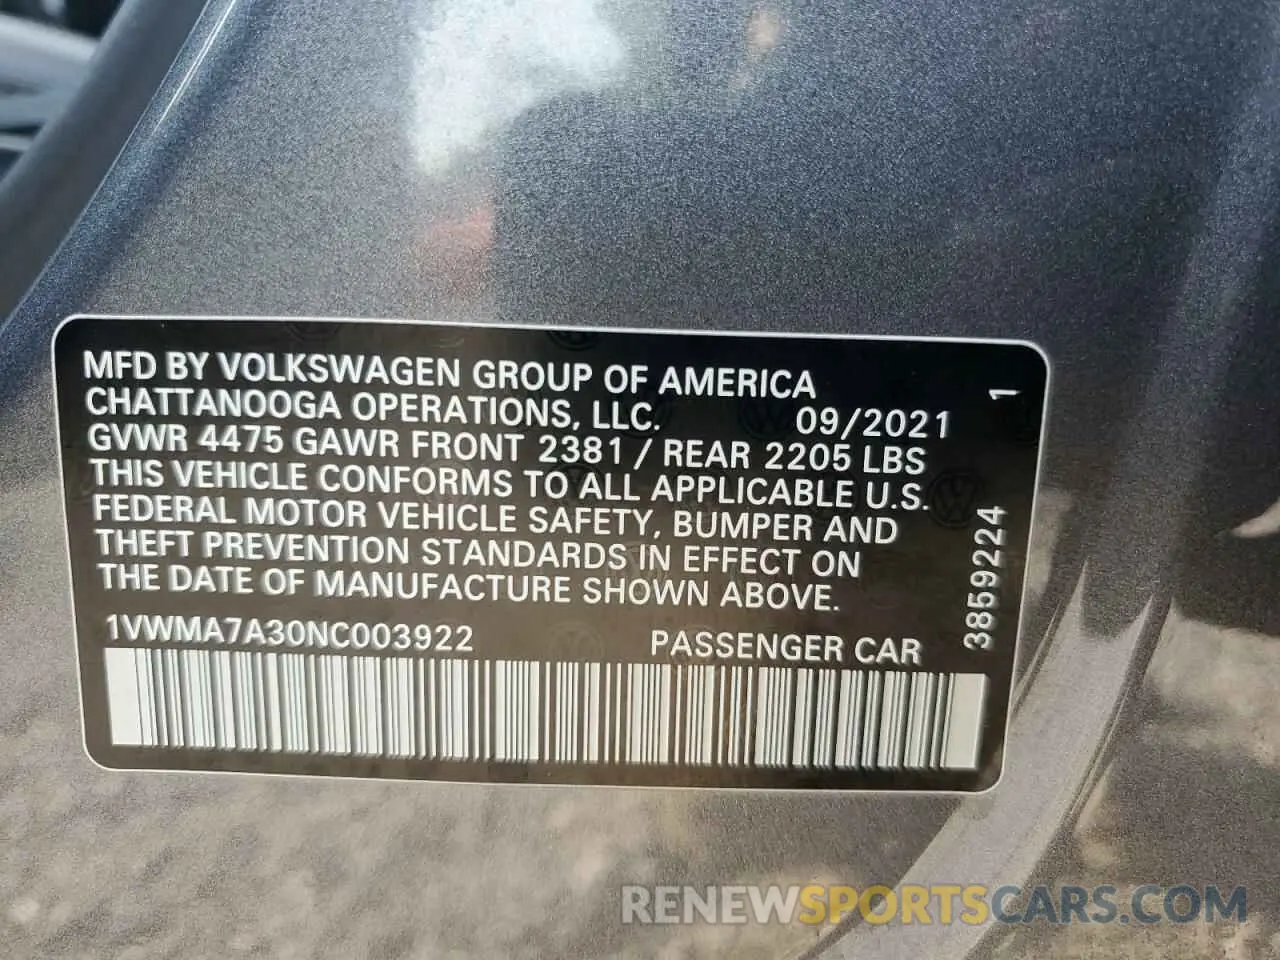 MFD BY VOLKSWAGEN GROUP OF AMERICA
CHATTANOOGA OPERATIONS, LLC. 09/2021
GVWR 4475 GAWR FRONT 2381 / REAR 2205 LBS
THIS VEHICLE CONFORMS TO ALL APPLICABLE U.S.
FEDERAL MOTOR VEHICLE SAFETY, BUMPER AND
THEFT PREVENTION STANDARDS IN EFFECT ON
THE DATE OF MANUFACTURE SHOWN ABOVE.
1VWMA7A30NC003922 PASSENGER CAR
3859224 1
RENEWSPORTSCARS.COM